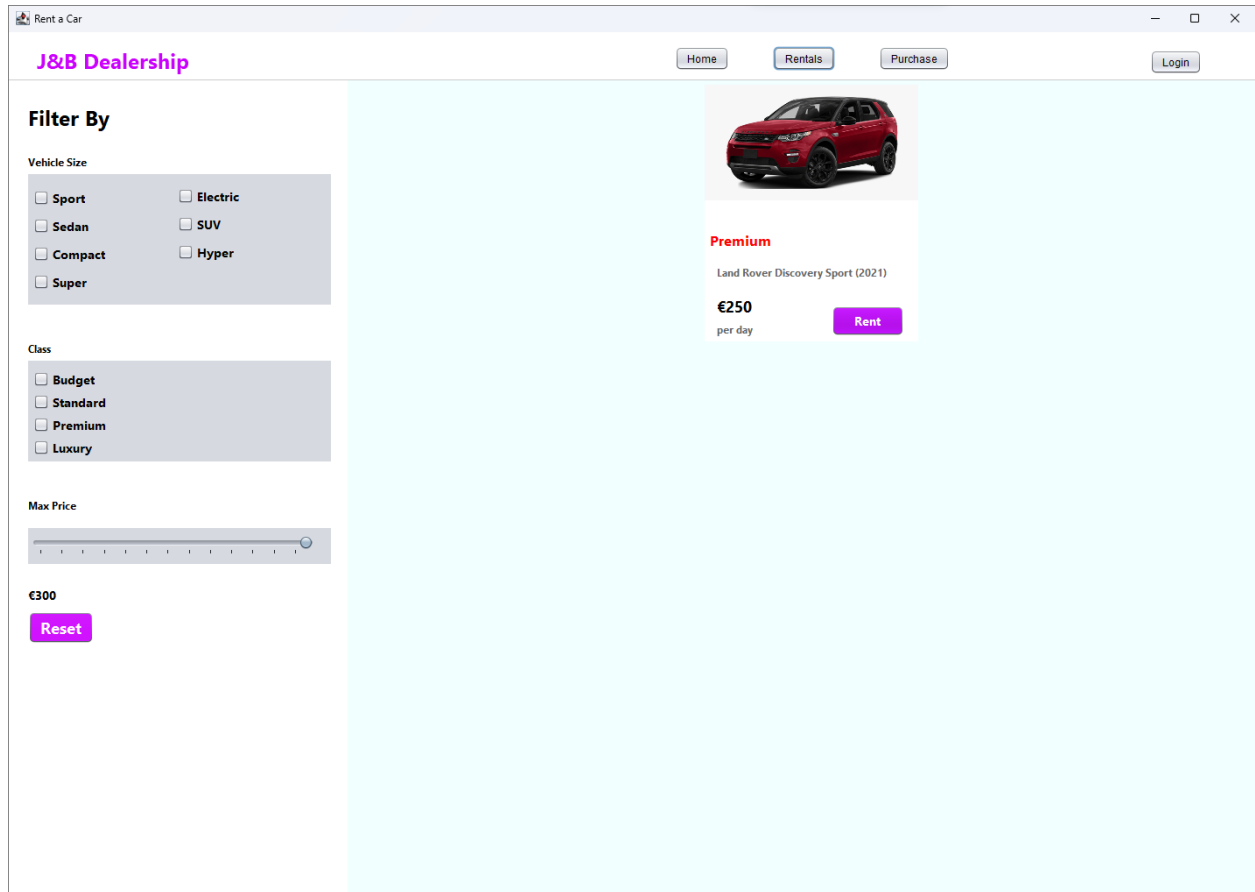 Rent a Car
J&B Dealership
Home
Rentals
Purchase
Login
Filter By
Vehicle Size
Sport
Electric
Sedan
SUV
Compact
Hyper
Super
Class
Budget
Standard
Premium
Luxury
Max Price
€300
Reset
Premium
Land Rover Discovery Sport (2021)
€250
per day
Rent